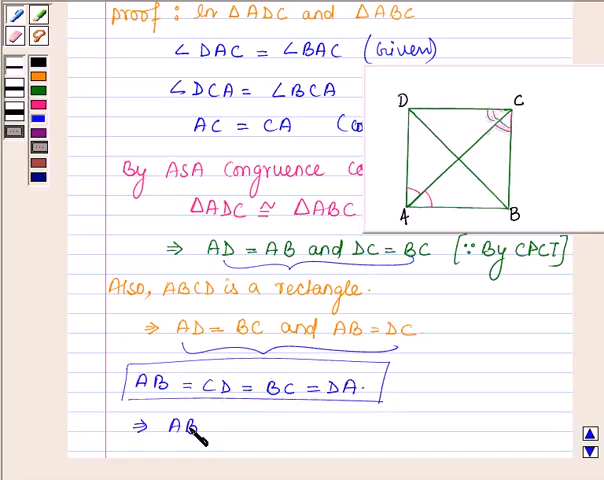 Proof : In △ADC and △ABC
∠DAC = ∠BAC (Given)
∠DCA = ∠BCA
AC = CA
D C
A B
By ASA Congruence
△ADC ≅ △ABC
⇒ AD = AB and DC = BC [∵ By CPCT]
Also, ABCD is a rectangle.
⇒ AD = BC and AB = DC.
AB = CD = BC = DA.
⇒ AB